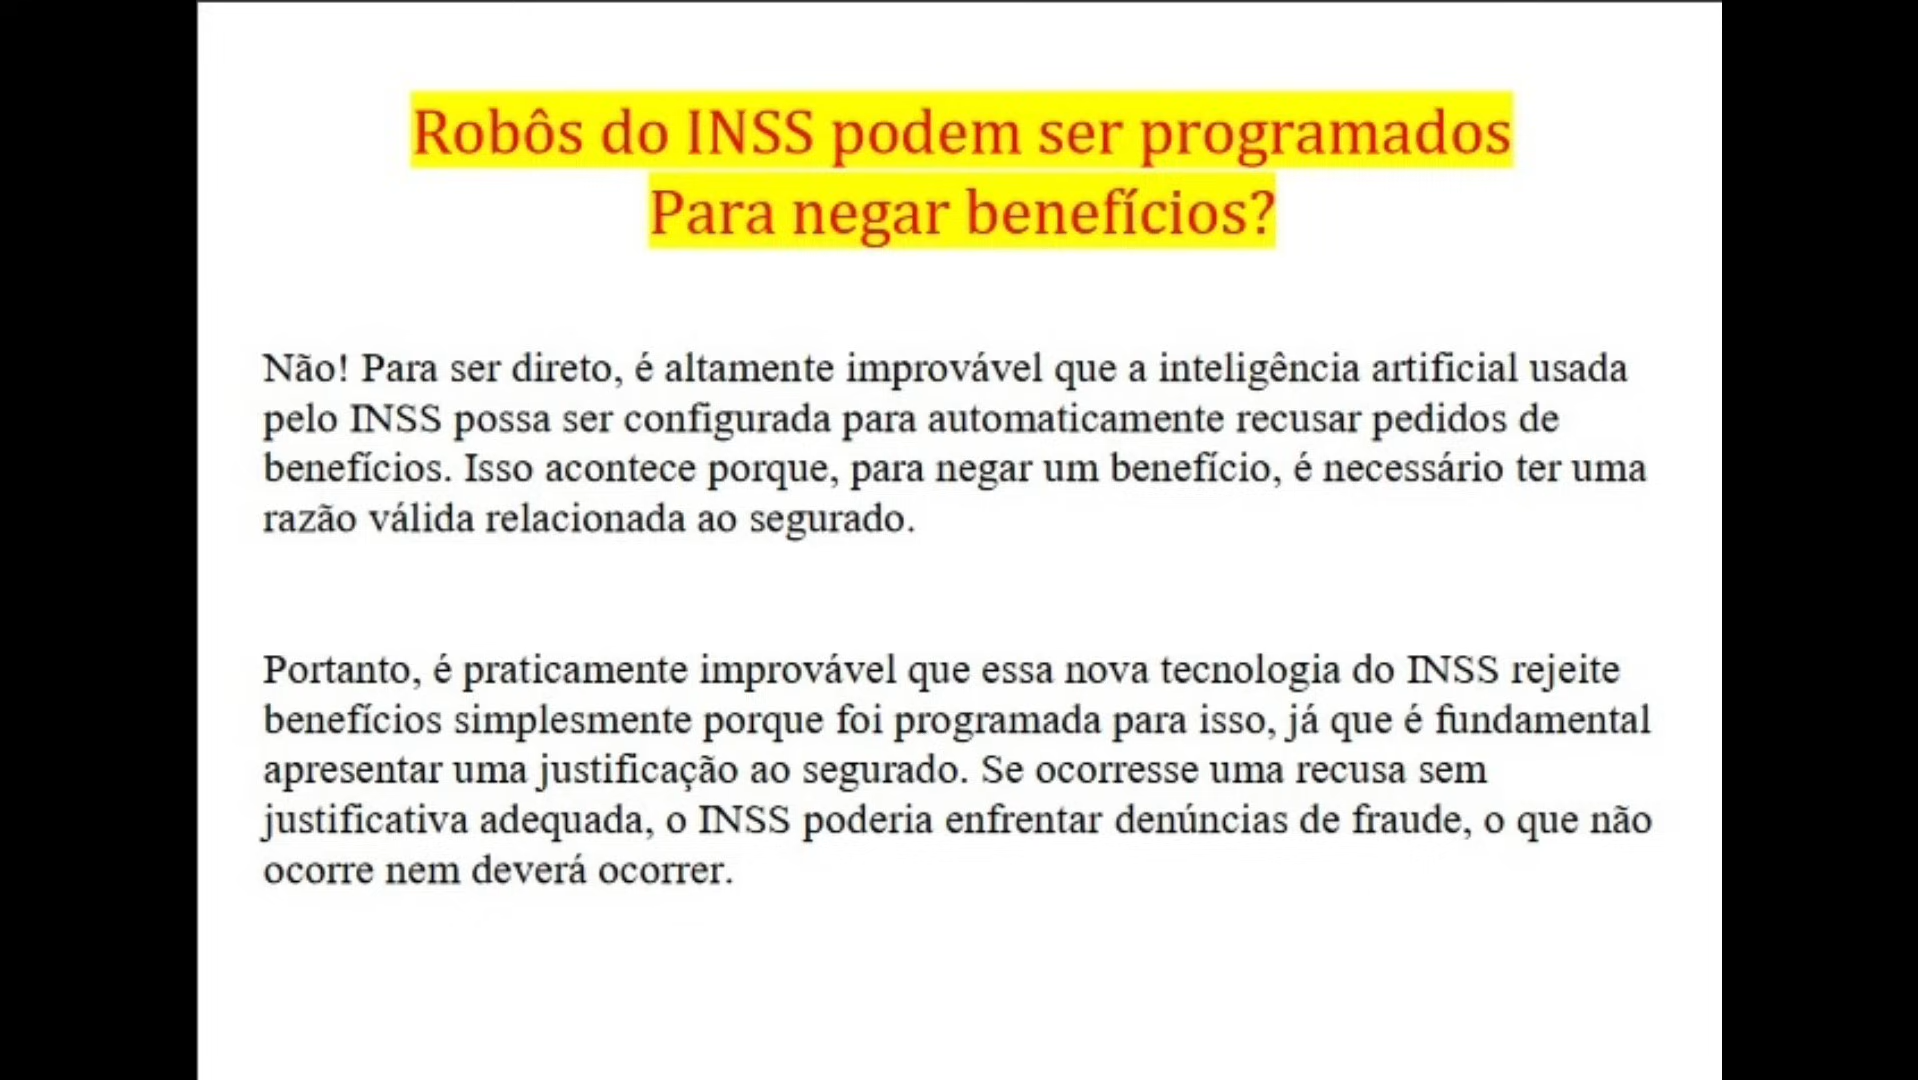 Robôs do INSS podem ser programados
Para negar benefícios?
Não! Para ser direto, é altamente improvável que a inteligência artificial usada
pelo INSS possa ser configurada para automaticamente recusar pedidos de
benefícios. Isso acontece porque, para negar um benefício, é necessário ter uma
razão válida relacionada ao segurado.
Portanto, é praticamente improvável que essa nova tecnologia do INSS rejeite
benefícios simplesmente porque foi programada para isso, já que é fundamental
apresentar uma justificação ao segurado. Se ocorresse uma recusa sem
justificativa adequada, o INSS poderia enfrentar denúncias de fraude, o que não
ocorre nem deverá ocorrer.